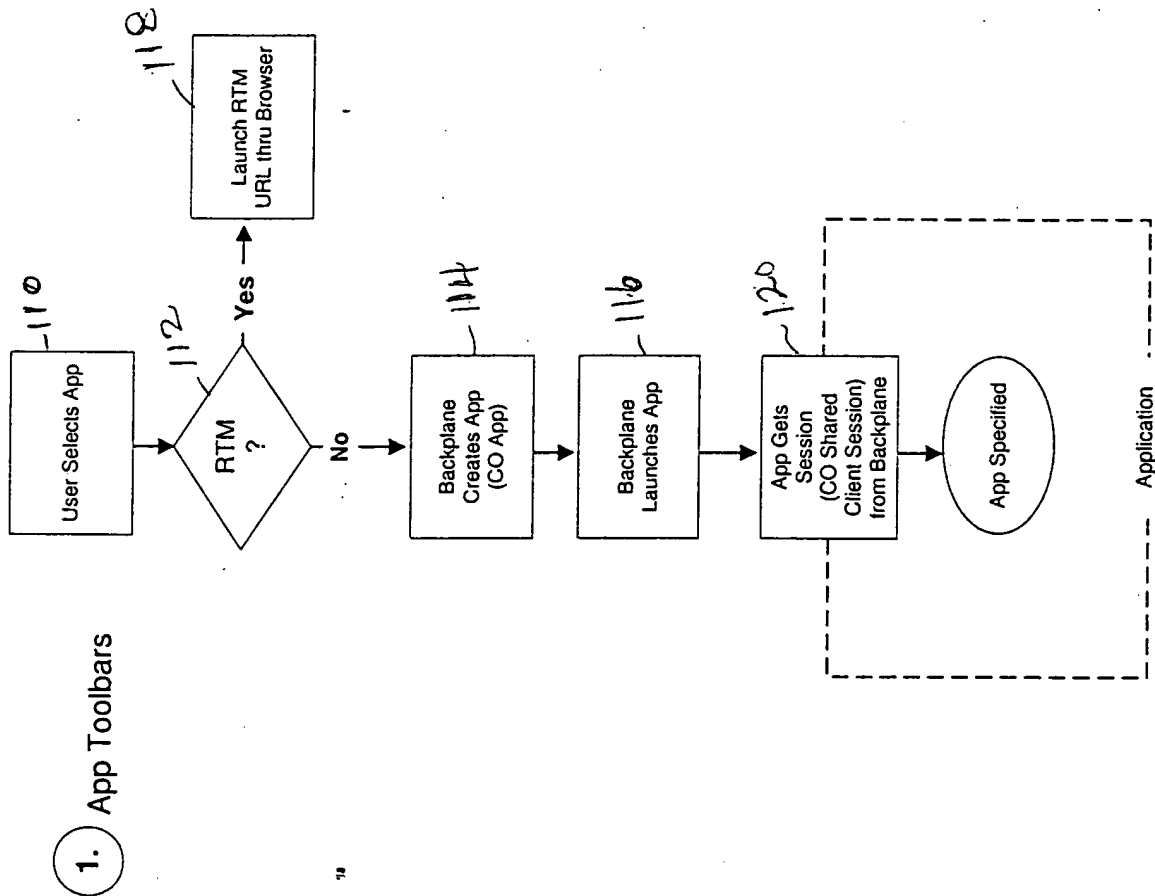 1. App Toolbars
User Selects App
110
RTM
?
112
Yes
Launch RTM
URL thru Browser
118
No
Backplane
Creates App
(CO App)
114
Backplane
Launches App
116
App Gets
Session
(CO Shared
Client Session)
from Backplane
120
App Specified
Application